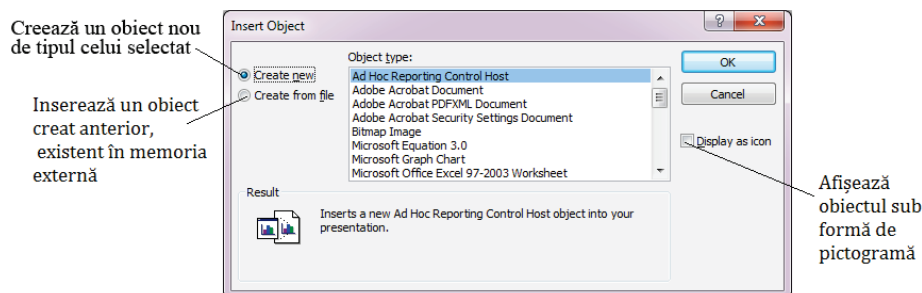 Creează un obiect nou
de tipul celui selectat
Inserează un obiect
creat anterior,
existent în memoria
externă
Insert Object
Object type:
Create new
Create from file
Ad Hoc Reporting Control Host
Adobe Acrobat Document
Adobe Acrobat PDFXML Document
Adobe Acrobat Security Settings Document
Bitmap Image
Microsoft Equation 3.0
Microsoft Graph Chart
Microsoft Office Excel 97-2003 Worksheet
OK
Cancel
Display as icon
Result
Inserts a new Ad Hoc Reporting Control Host object into your
presentation.
Afișează
obiectul sub
formă de
pictogramă